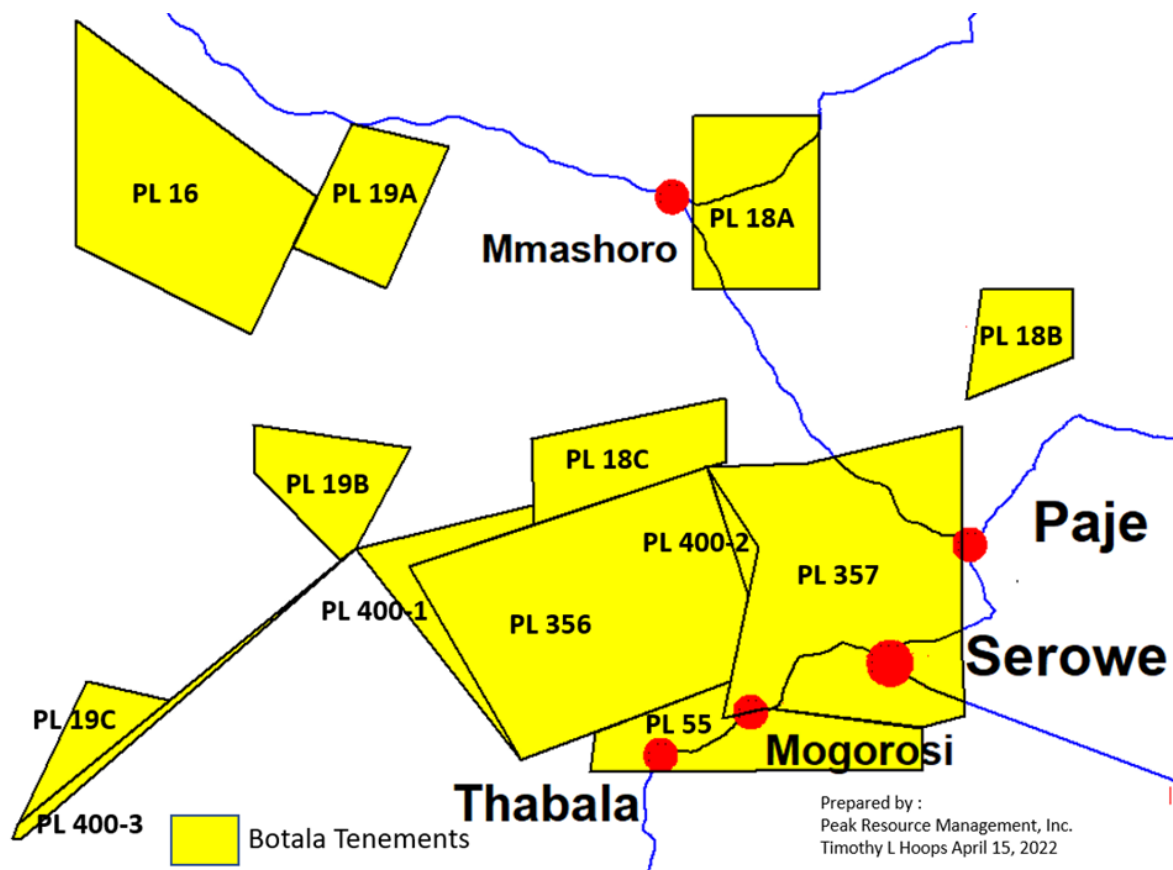 PL 16
PL 19A
PL 18A
Mmashoro
PL 18B
PL 18C
PL 19B
Paje
PL 400-2
PL 357
PL 400-1
PL 356
Serowe
PL 19C
PL 55
Mogorosi
Thabala
PL 400-3
Botala Tenements
Prepared by :
Peak Resource Management, Inc.
Timothy L Hoops April 15, 2022